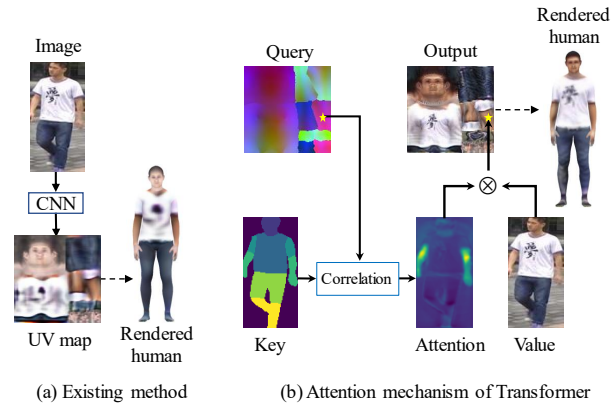 Image
CNN
UV map
Rendered
human
(a) Existing method
Query
Output
Rendered
human
Correlation
Key
Attention
Value
(b) Attention mechanism of Transformer